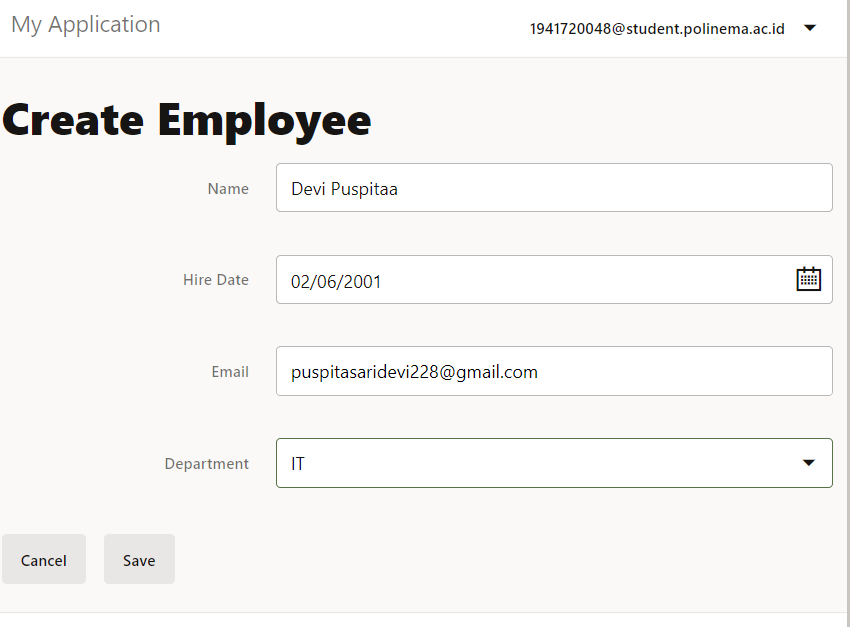 My Application
1941720048@student.polinema.ac.id
Create Employee
Name Devi Puspitaa
Hire Date 02/06/2001
Email puspitasaridevi228@gmail.com
Department IT
Cancel Save